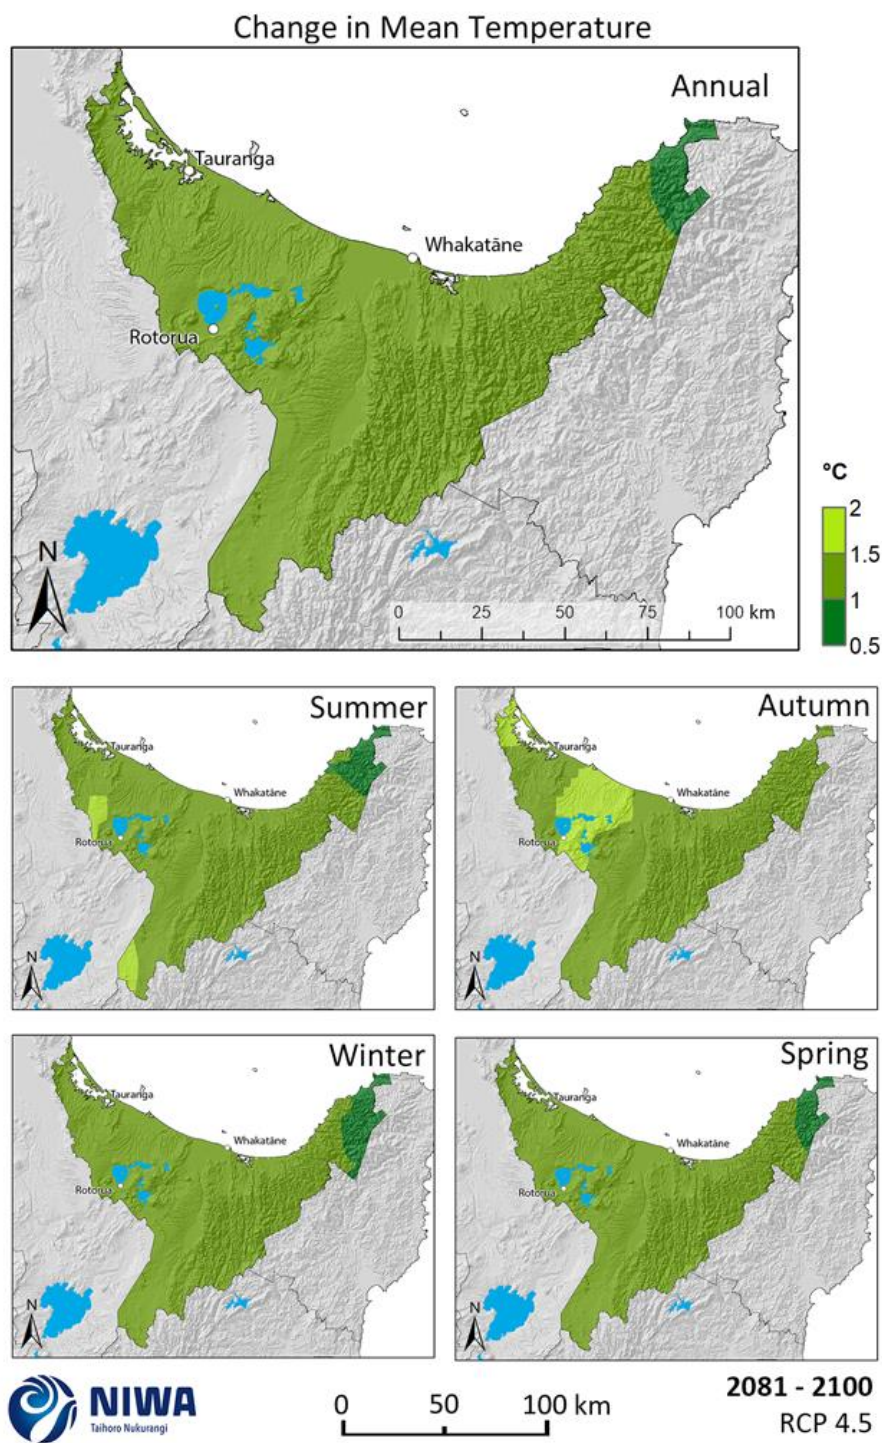 Change in Mean Temperature
Annual
Tauranga
Whakatāne
Rotorua
°C
2
1.5
1
0.5
N
0 25 50 75 100 km
Summer
Tauranga
Whakatāne
Rotorua
N
Autumn
Tauranga
Whakatāne
Rotorua
N
Winter
Tauranga
Whakatāne
Rotorua
N
Spring
Tauranga
Whakatāne
Rotorua
N
NIWA
Taihoro Nukurangi
0 50 100 km
2081 - 2100
RCP 4.5